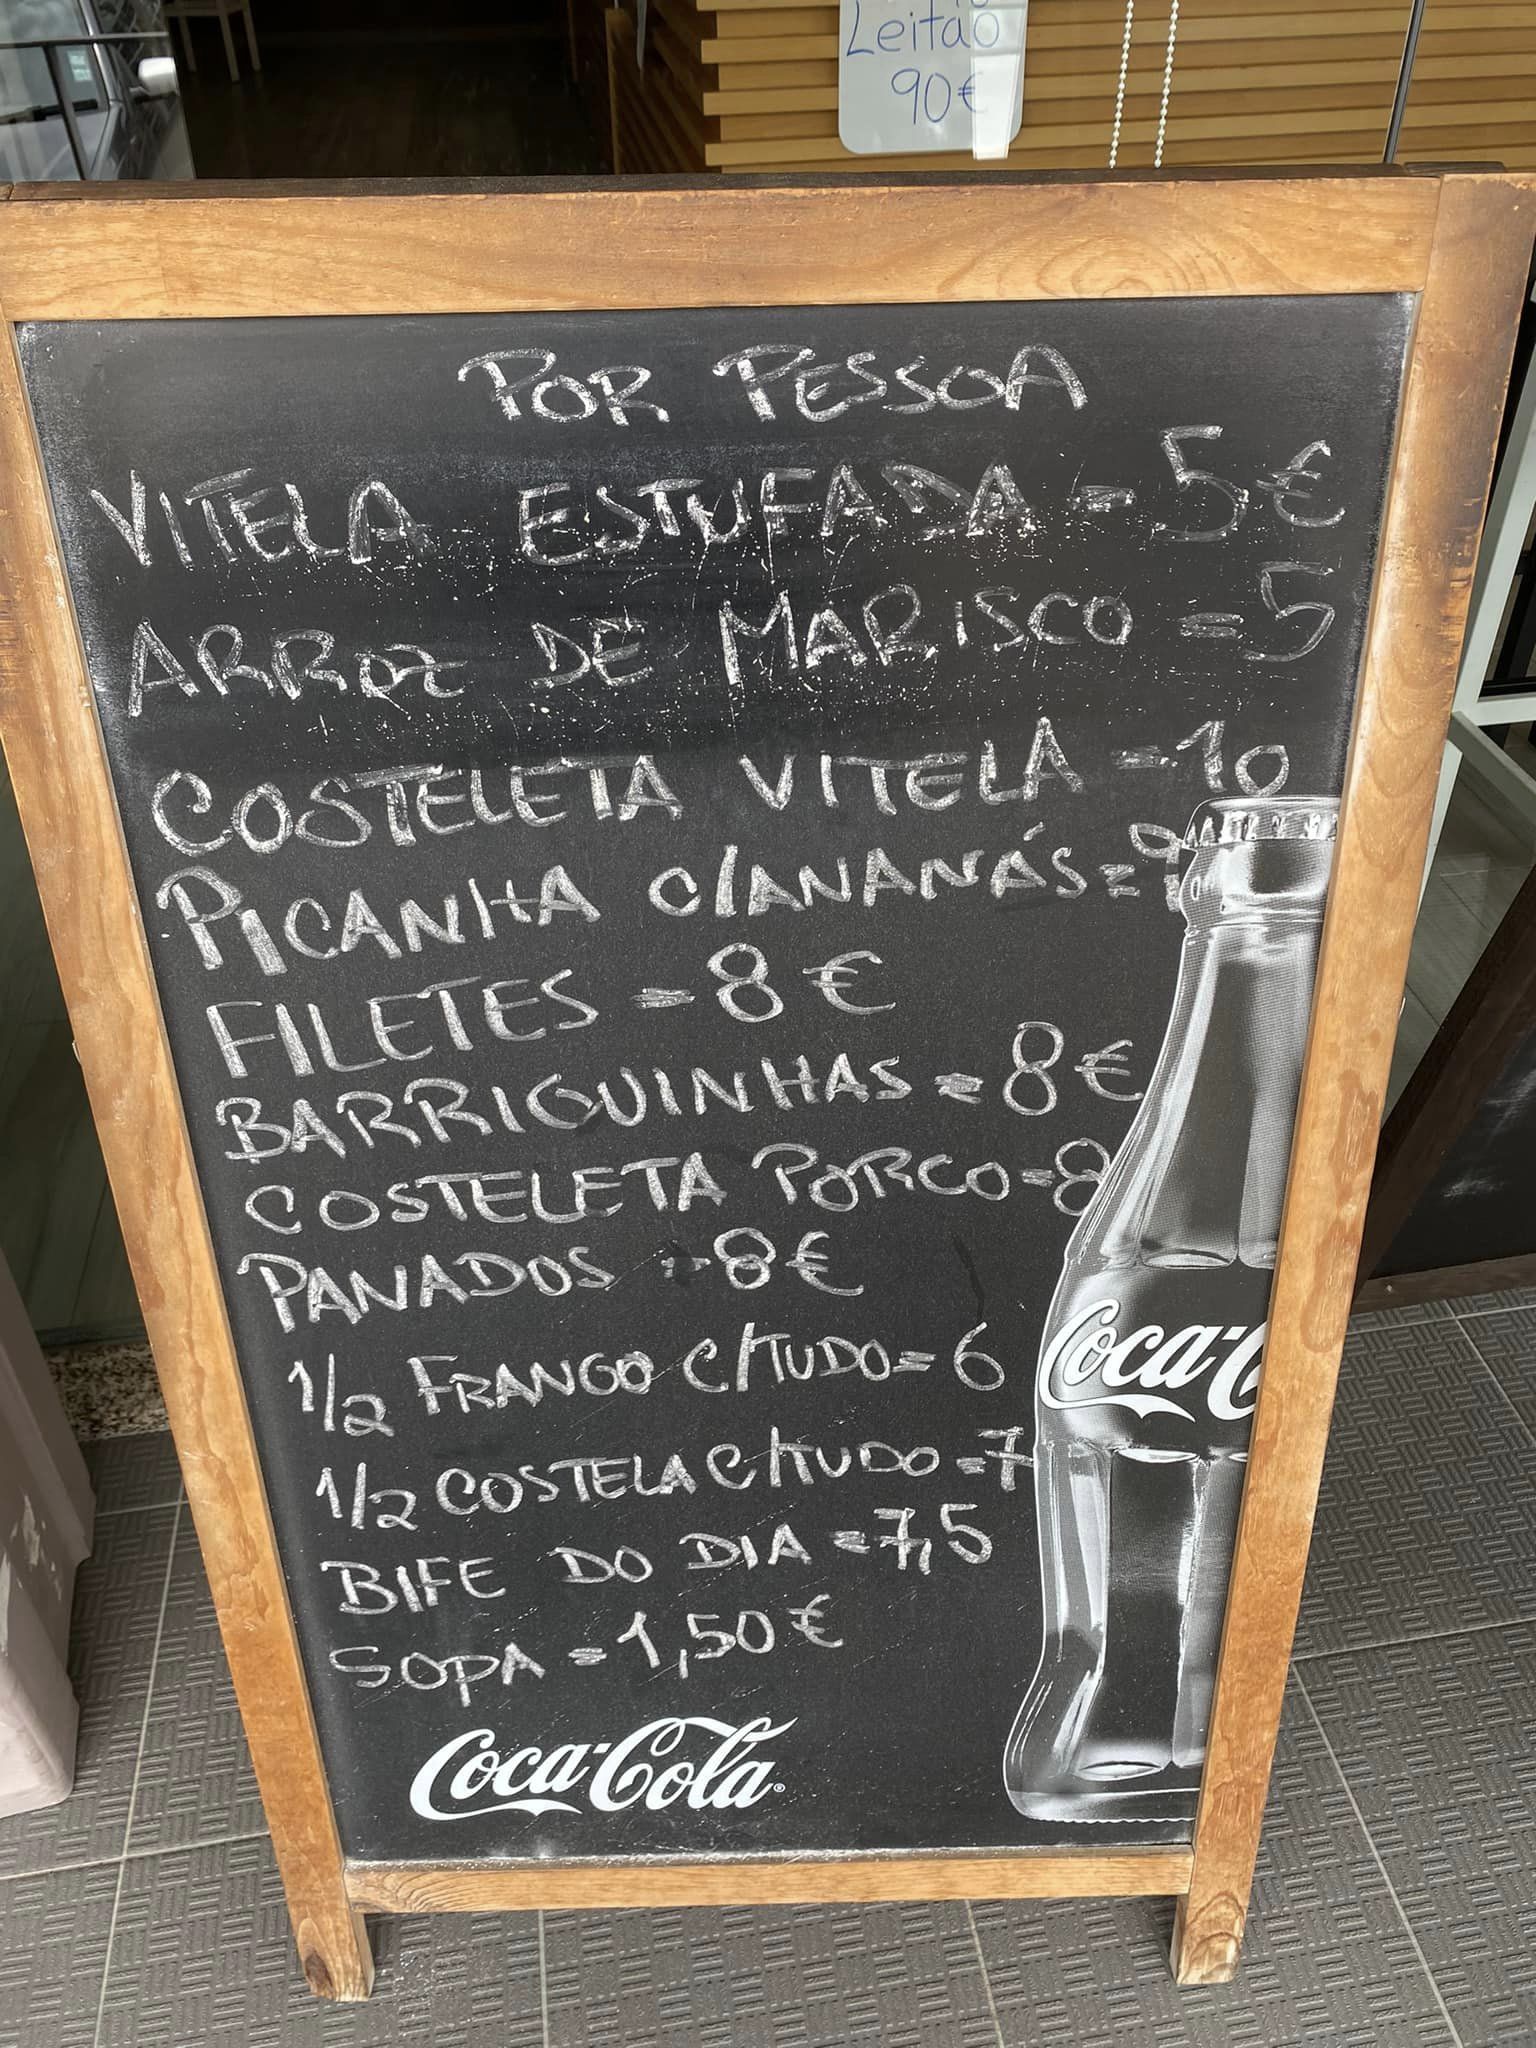 Leitão
90€
POR PESSOA
VITELA ESTUFADA - 5€
ARROZ DE MARISCO - 5
COSTELETA VITELA - 10
PICANHA C/ANANÁS = 9
FILETES - 8€
BARRIGUINHAS = 8€
COSTELETA PORCO - 8
PANADOS - 8€
1/2 FRANGO C/TUDO = 6
1/2 COSTELA C/TUDO = 7
BIFE DO DIA = 7,5
SOPA = 1,50€
Coca-C
Coca-Cola®